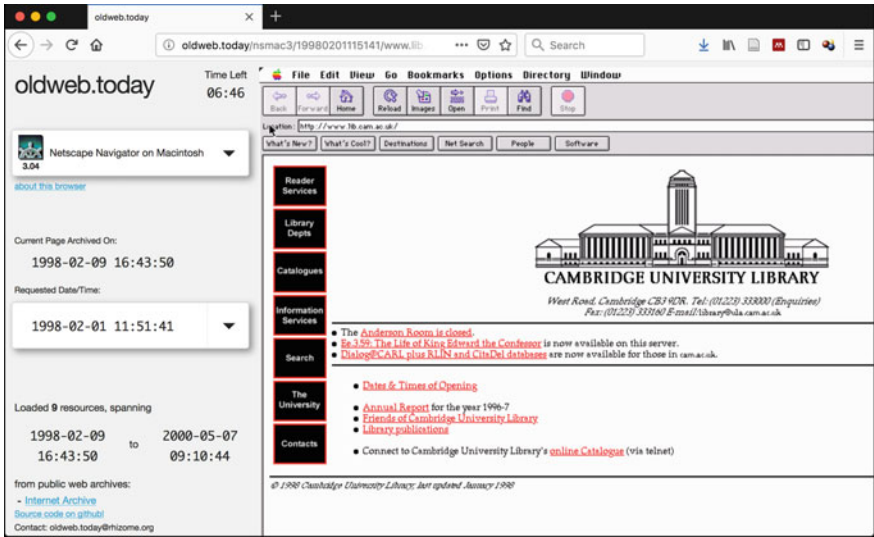 oldweb.today
oldweb.today/nsmac3/19980201115141/www.lib
Search
oldweb.today
Time Left
06:46
Netscape Navigator on Macintosh
3.04
about this browser
Current Page Archived On:
1998-02-09 16:43:50
Requested Date/Time:
1998-02-01 11:51:41
Loaded 9 resources, spanning
1998-02-09 to 2000-05-07
16:43:50 09:10:44
from public web archives:
- Internet Archive
Source code on github!
Contact: oldweb.today@rhizome.org
File Edit View Go Bookmarks Options Directory Window
Back Forward Home Reload Images Open Print Find Stop
Location: http://www.lib.cam.ac.uk/
What's New? What's Cool? Destinations Net Search People Software
Reader
Services
Library
Depts
Catalogues
Information
Services
Search
The
University
Contacts
CAMBRIDGE UNIVERSITY LIBRARY
West Road, Cambridge CB3 9DR. Tel: (01223) 333000 (Enquiries)
Fax: (01223) 333160 E-mail:library@ula.cam.ac.uk
The Anderson Room is closed.
Ee.3.59: The Life of King Edward the Confessor is now available on this server.
Dialog@CARL plus RLIN and CitaDel databases are now available for those in cam.ac.uk.
Dates & Times of Opening
Annual Report for the year 1996-7
Friends of Cambridge University Library
Library publications
Connect to Cambridge University Library's online Catalogue (via telnet)
© 1998 Cambridge University Library, last updated January 1998